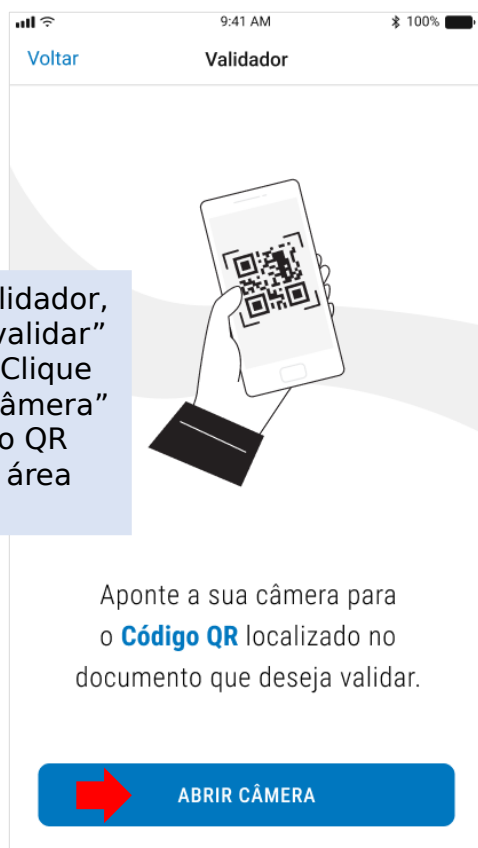 9:41 AM
100%
Voltar
Validador
lidador,
validar”
Clique
âmera”
o QR
área
Aponte a sua câmera para
o Código QR localizado no
documento que deseja validar.
ABRIR CÂMERA